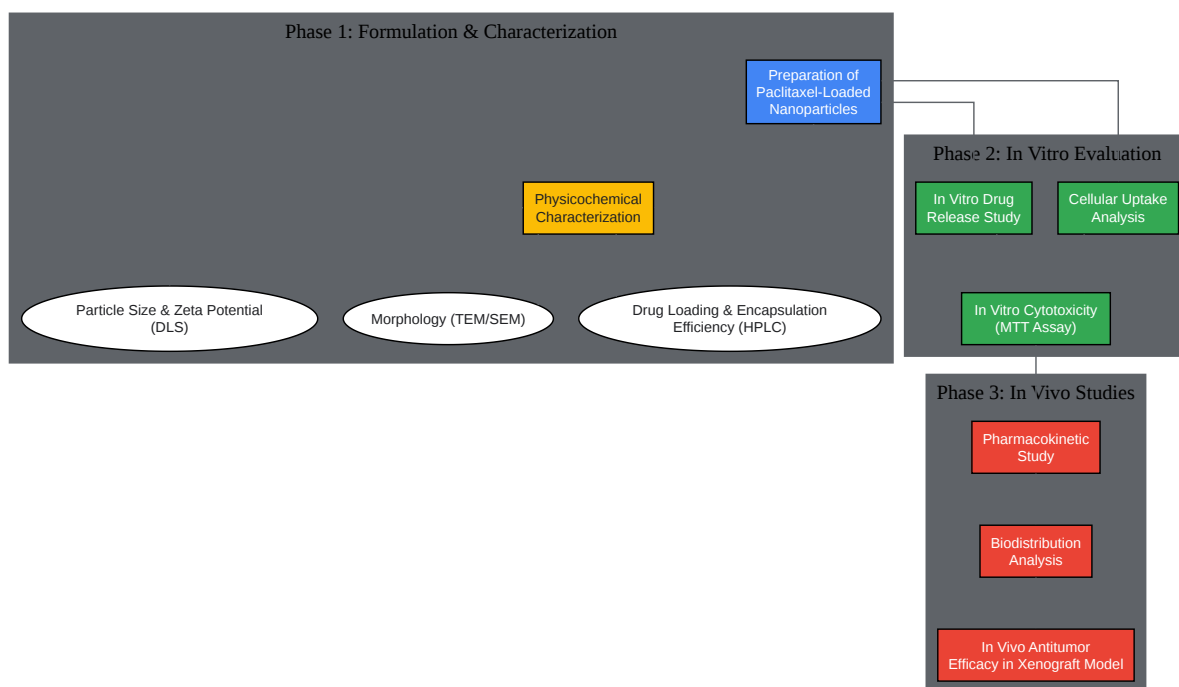 Phase 1: Formulation & Characterization
Preparation of
Paclitaxel-Loaded
Nanoparticles
Physicochemical
Characterization
Particle Size & Zeta Potential
(DLS)
Morphology (TEM/SEM)
Drug Loading & Encapsulation
Efficiency (HPLC)
Phase 2: In Vitro Evaluation
In Vitro Drug
Release Study
Cellular Uptake
Analysis
In Vitro Cytotoxicity
(MTT Assay)
Phase 3: In Vivo Studies
Pharmacokinetic
Study
Biodistribution
Analysis
In Vivo Antitumor
Efficacy in Xenograft Model